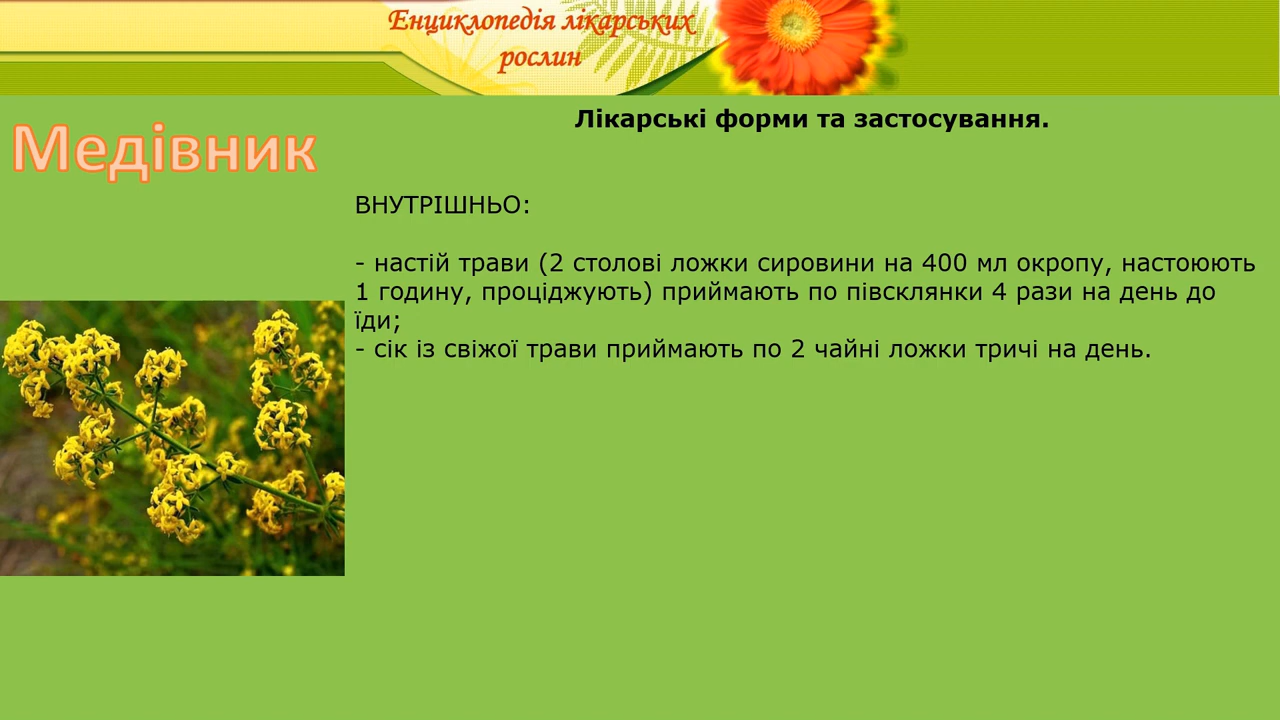 Енциклопедія лікарських
рослин
Лікарські форми та застосування.
Медівник
ВНУТРІШНЬО:
- настій трави (2 столові ложки сировини на 400 мл окропу, настоюють
1 годину, проціджують) приймають по півсклянки 4 рази на день до
їди;
- сік із свіжої трави приймають по 2 чайні ложки тричі на день.